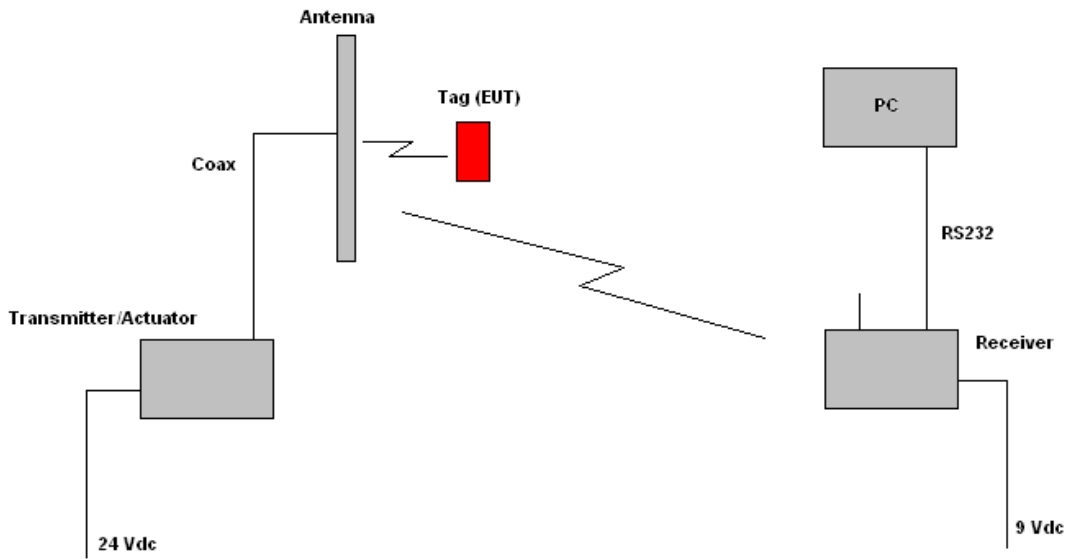 Antenna
Tag (EUT)
PC
Coax
RS232
Transmitter/Actuator
Receiver
24 Vdc
9 Vdc